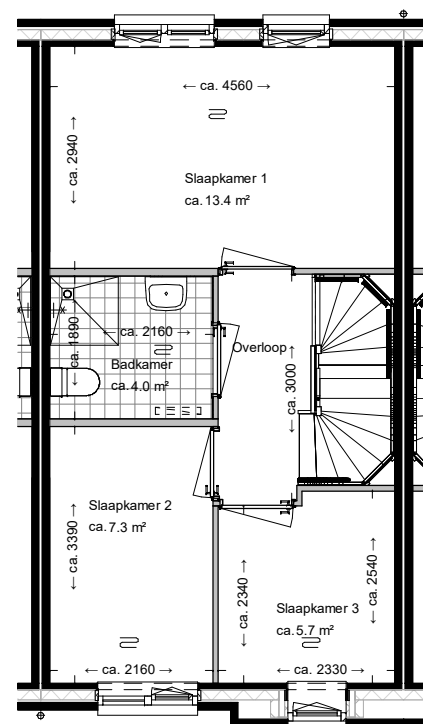 ← ca. 4560 →
← ca. 2940 →
Slaapkamer 1
ca. 13.4 m²
← ca. 2160 →
← ca. 1890 →
Badkamer
ca. 4.0 m²
Overloop
← ca. 3000 →
Slaapkamer 2
ca. 7.3 m²
← ca. 3390 →
← ca. 2340 →
← ca. 2540 →
Slaapkamer 3
ca. 5.7 m²
← ca. 2160 →
← ca. 2330 →